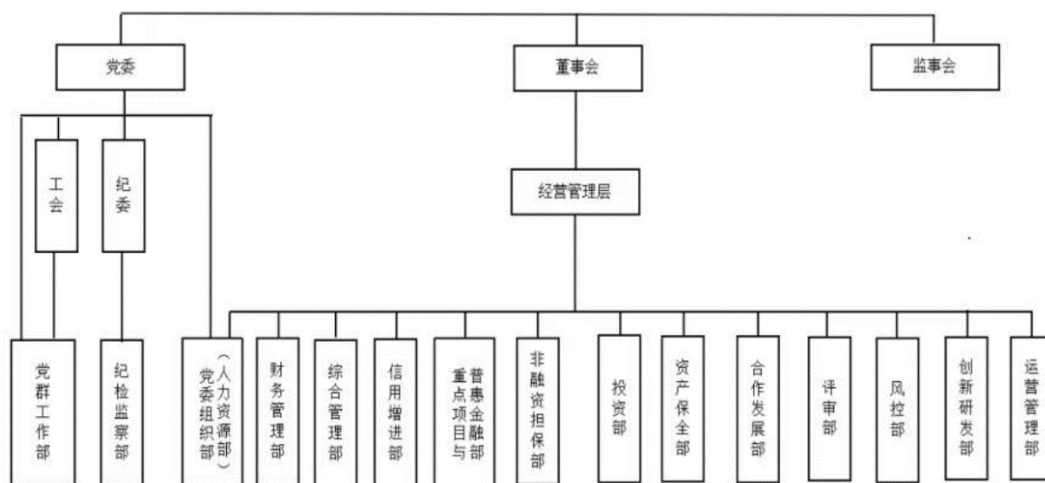 党委
董事会
监事会
工会
纪委
经营管理层
党群工作部
纪检监察部
党委组织部
（人力资源部）
财务管理部
综合管理部
信用增进部
重点项目与
普惠金融部
非融资担保部
投资部
资产保全部
合作发展部
评审部
风控部
创新研发部
运营管理部